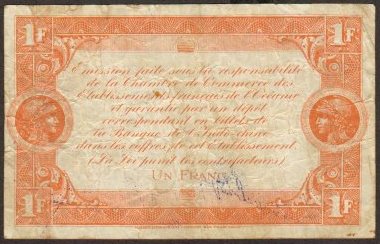 1F 1F
Emission faite sous la responsabilité
de la Chambre de Commerce des
Etablissements français de l'Océanie
et garantie par un dépôt
correspondant en billets de
la Banque de l'Indo-chine
dans les coffres de cet Etablissement.
(La Loi punit les contrefacteurs)
UN FRANC
1F 1F